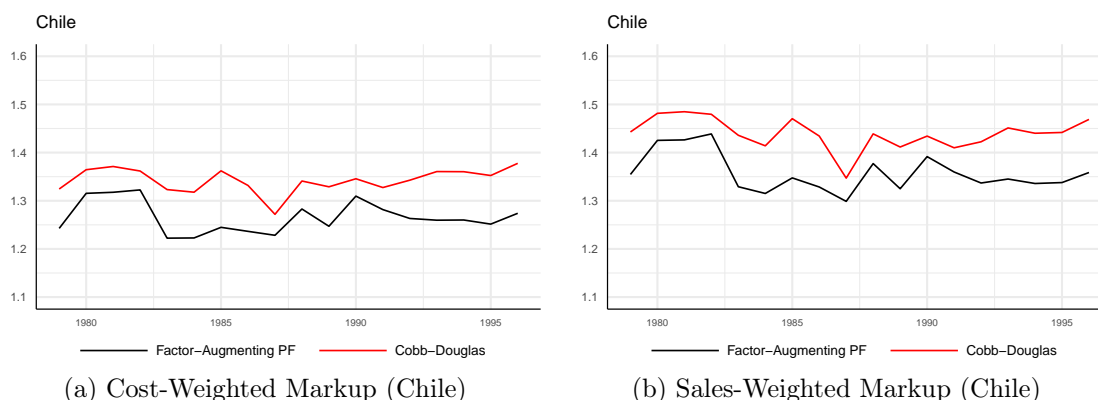 Chile
1.6
1.5
1.4
1.3
1.2
1.1
1980 1985 1990 1995
Factor−Augmenting PF Cobb−Douglas
(a) Cost-Weighted Markup (Chile)
Chile
1.6
1.5
1.4
1.3
1.2
1.1
1980 1985 1990 1995
Factor−Augmenting PF Cobb−Douglas
(b) Sales-Weighted Markup (Chile)